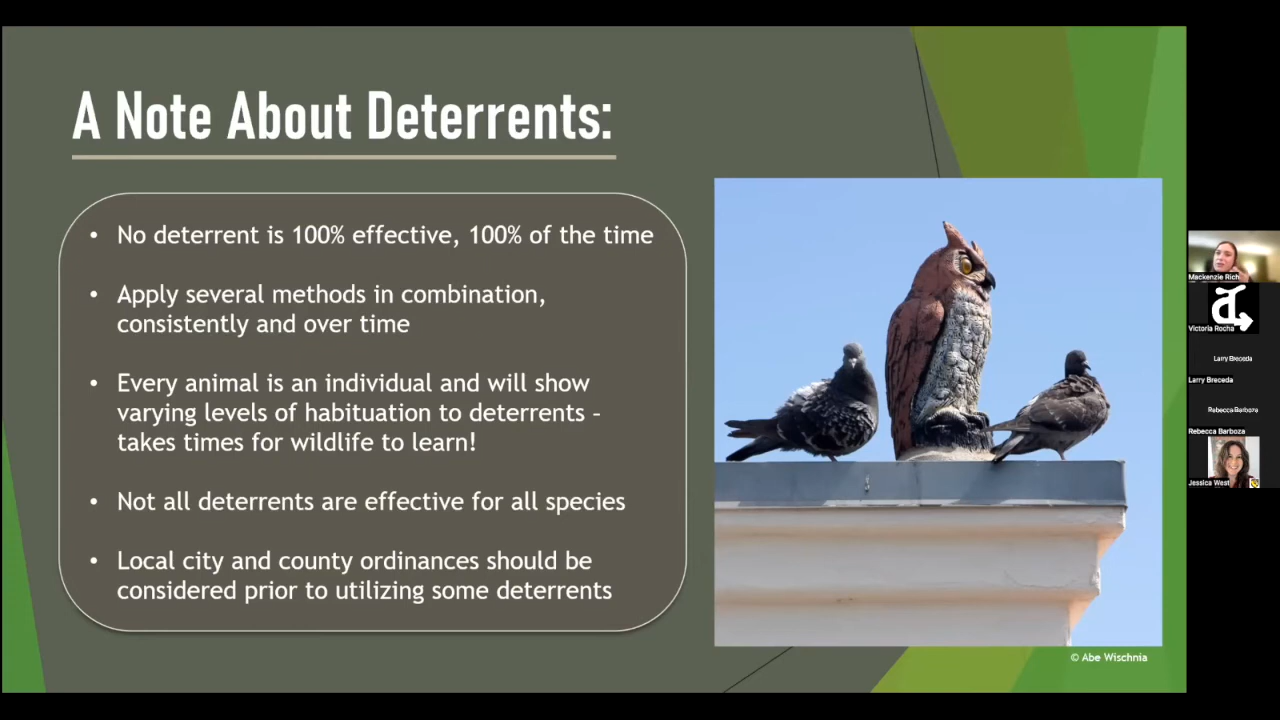 A Note About Deterrents:
• No deterrent is 100% effective, 100% of the time
• Apply several methods in combination,
consistently and over time
• Every animal is an individual and will show
varying levels of habituation to deterrents –
takes times for wildlife to learn!
• Not all deterrents are effective for all species
• Local city and county ordinances should be
considered prior to utilizing some deterrents
© Abe Wischnia
Mackenzie Rich
a
Victoria Rocha
Larry Breceda
Larry Breceda
Rebecca Barboza
Rebecca Barboza
Jessica West